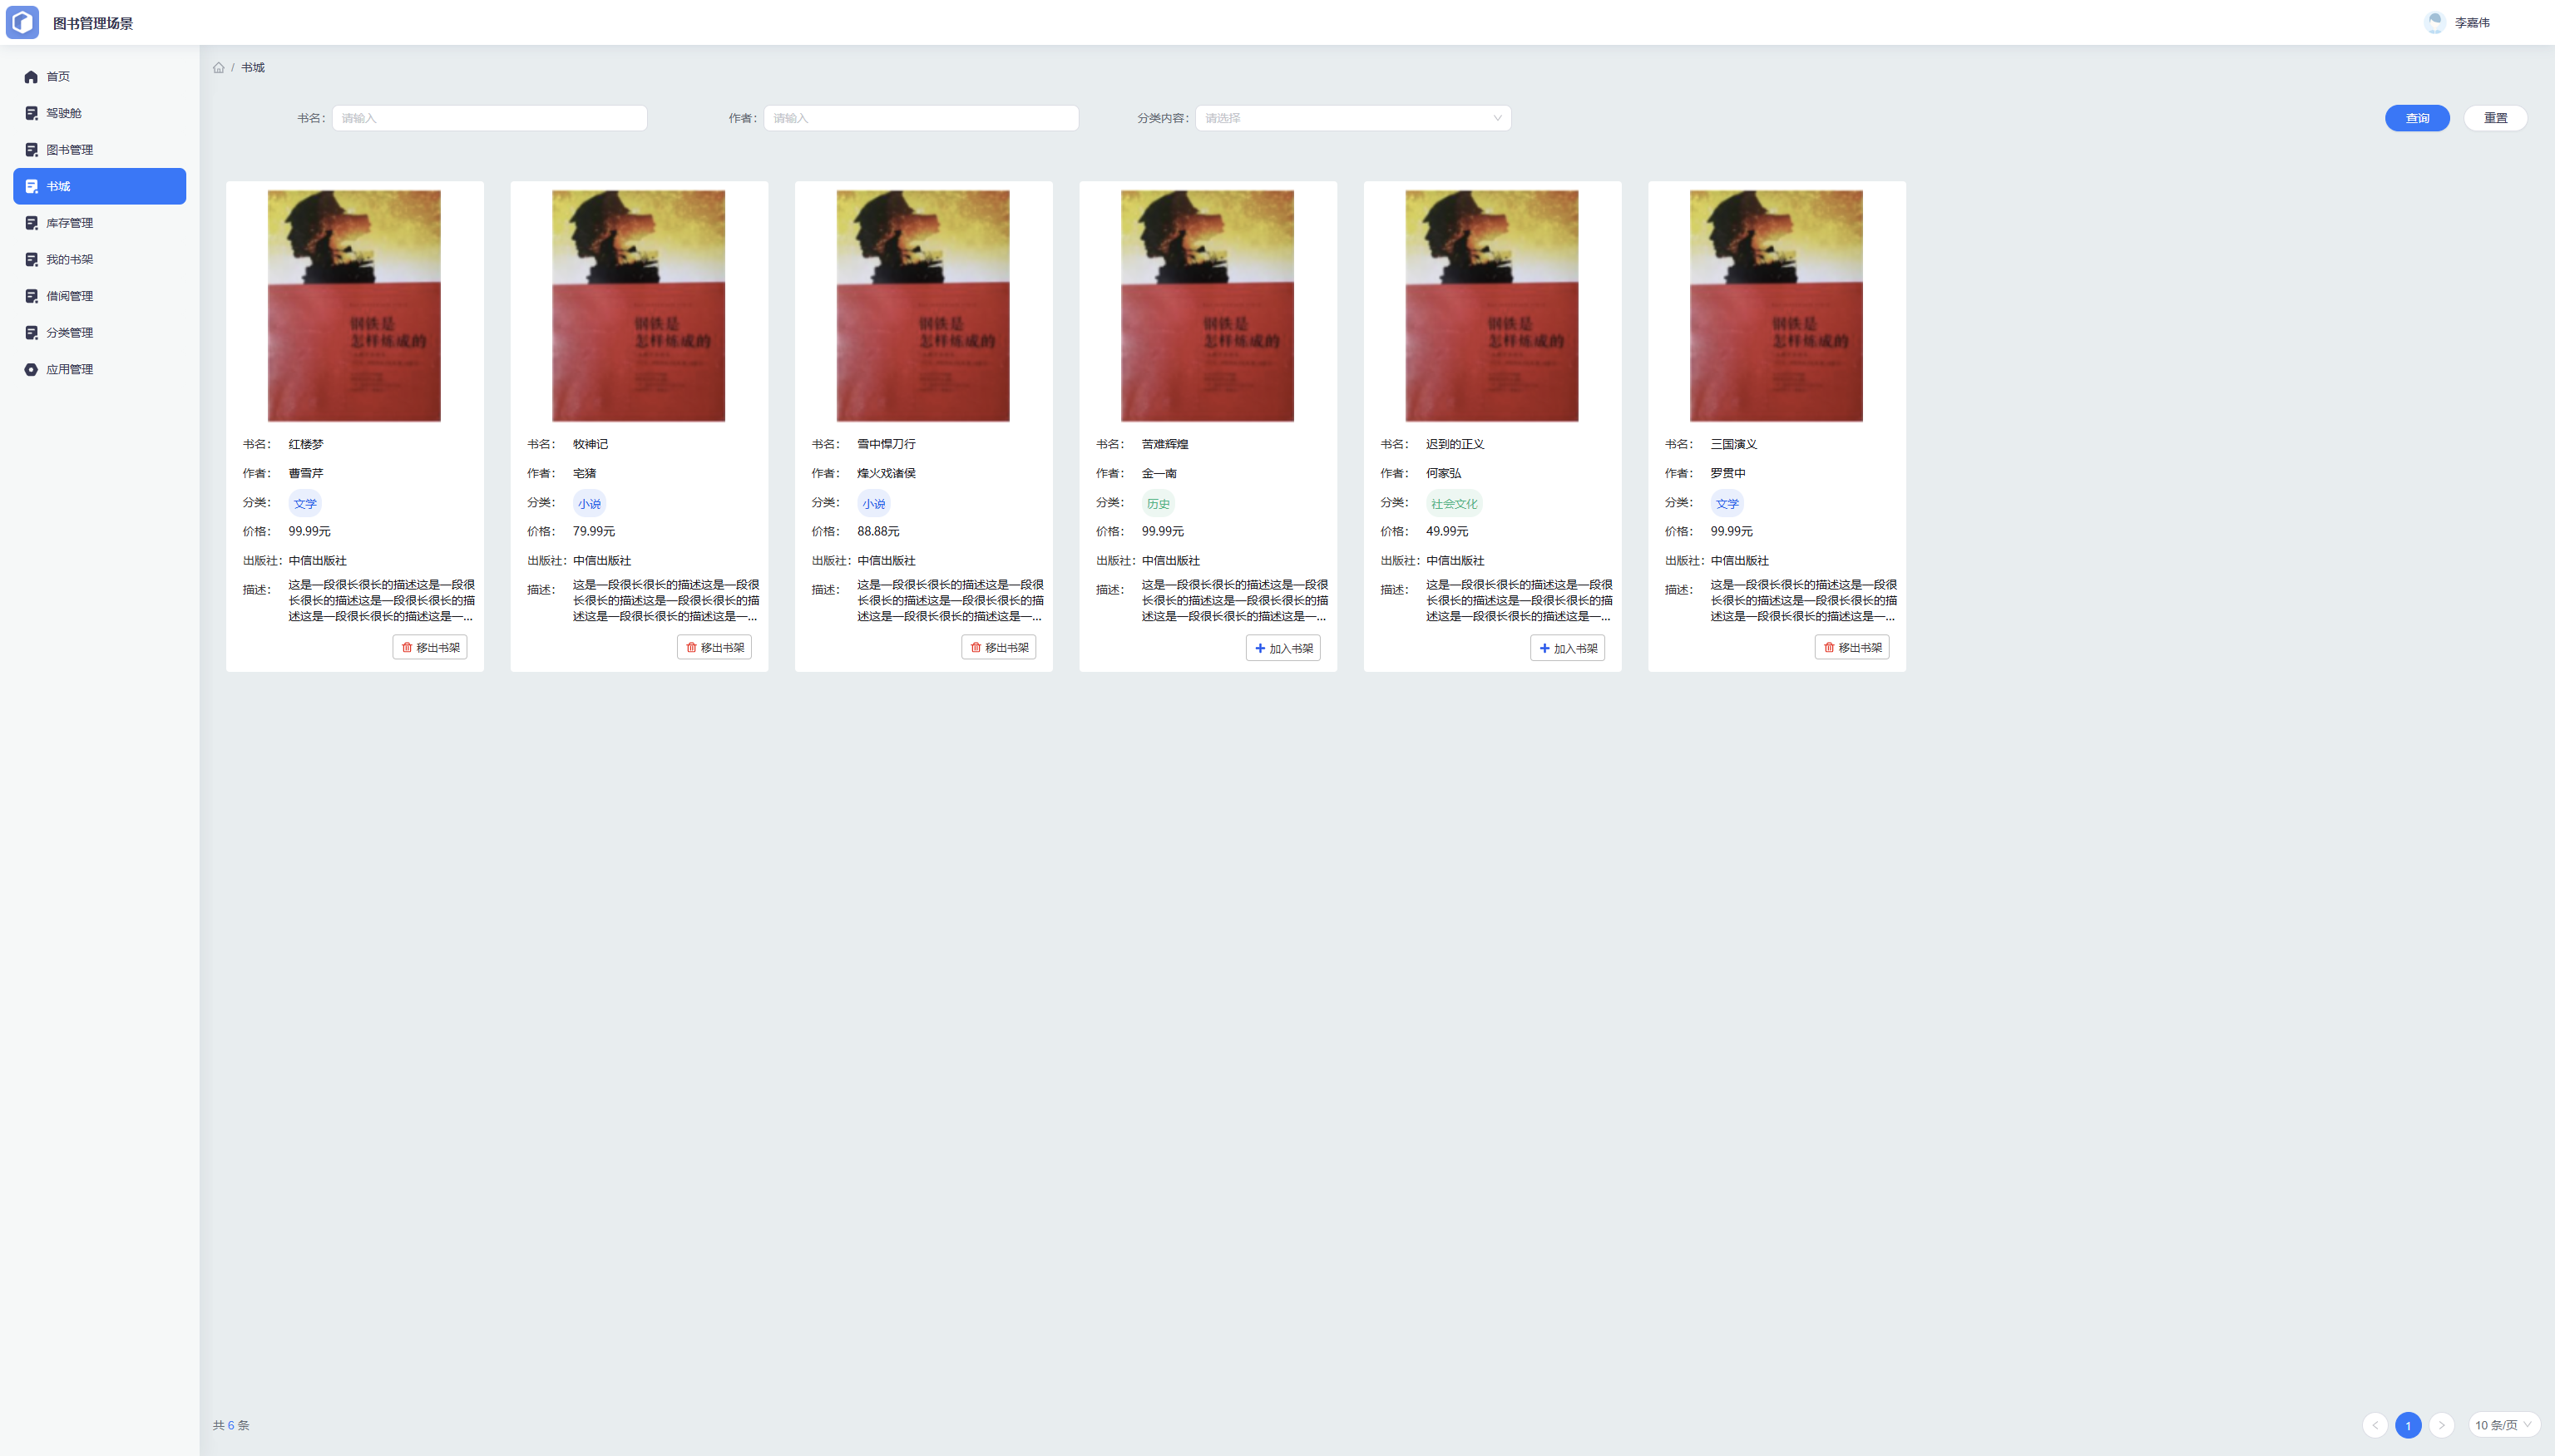 图书管理场景
李嘉伟
首页
驾驶舱
图书管理
书城
库存管理
我的书架
借阅管理
分类管理
应用管理
/ 书城
书名: 请输入
作者: 请输入
分类内容: 请选择
查询
重置
钢铁是
怎样炼成的
书名: 红楼梦
作者: 曹雪芹
分类: 文学
价格: 99.99元
出版社: 中信出版社
描述: 这是一段很长很长的描述这是一段很
长很长的描述这是一段很长很长的描
述这是一段很长很长的描述这是一...
移出书架
钢铁是
怎样炼成的
书名: 牧神记
作者: 宅猪
分类: 小说
价格: 79.99元
出版社: 中信出版社
描述: 这是一段很长很长的描述这是一段很
长很长的描述这是一段很长很长的描
述这是一段很长很长的描述这是一...
移出书架
钢铁是
怎样炼成的
书名: 雪中悍刀行
作者: 烽火戏诸侯
分类: 小说
价格: 88.88元
出版社: 中信出版社
描述: 这是一段很长很长的描述这是一段很
长很长的描述这是一段很长很长的描
述这是一段很长很长的描述这是一...
移出书架
钢铁是
怎样炼成的
书名: 苦难辉煌
作者: 金一南
分类: 历史
价格: 99.99元
出版社: 中信出版社
描述: 这是一段很长很长的描述这是一段很
长很长的描述这是一段很长很长的描
述这是一段很长很长的描述这是一...
加入书架
钢铁是
怎样炼成的
书名: 迟到的正义
作者: 何家弘
分类: 社会文化
价格: 49.99元
出版社: 中信出版社
描述: 这是一段很长很长的描述这是一段很
长很长的描述这是一段很长很长的描
述这是一段很长很长的描述这是一...
加入书架
钢铁是
怎样炼成的
书名: 三国演义
作者: 罗贯中
分类: 文学
价格: 99.99元
出版社: 中信出版社
描述: 这是一段很长很长的描述这是一段很
长很长的描述这是一段很长很长的描
述这是一段很长很长的描述这是一...
移出书架
共 6 条
< 1 > 10 条/页